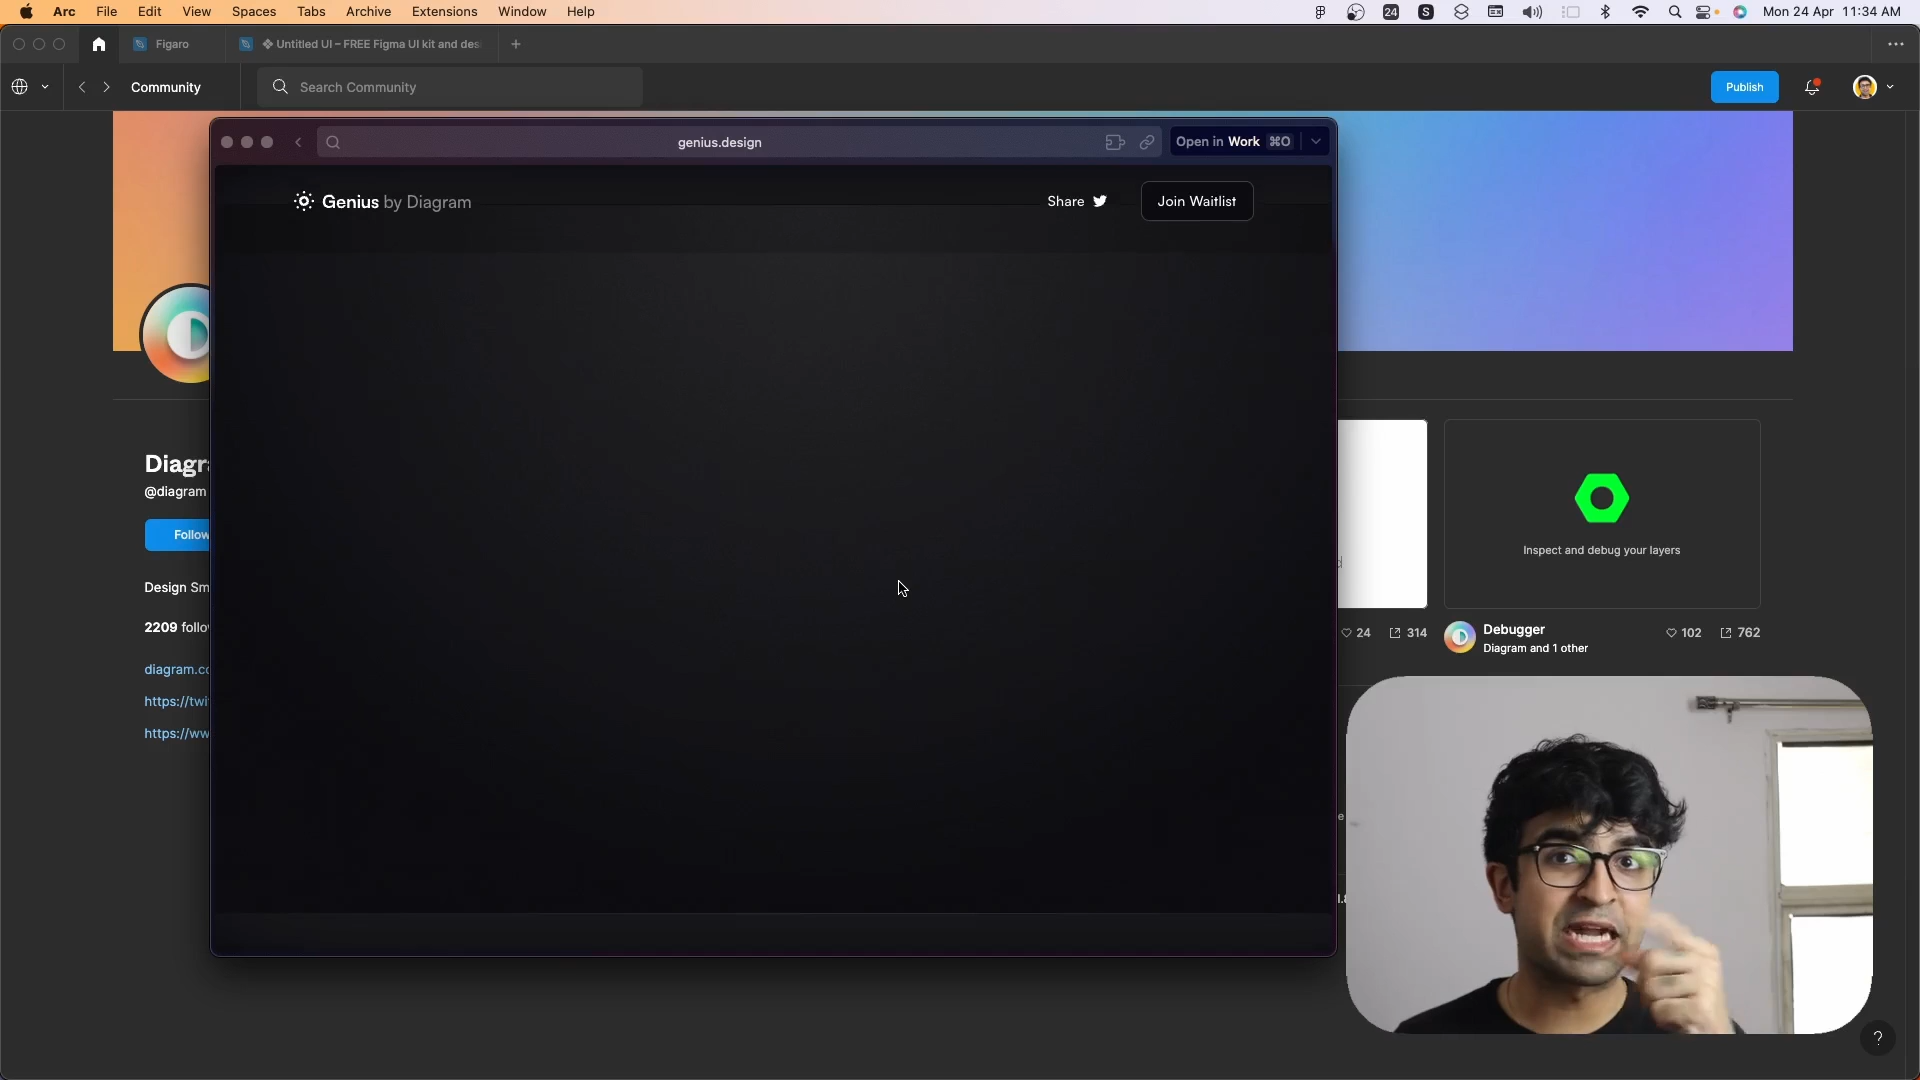 Arc File Edit View Spaces Tabs Archive Extensions Window Help 24 S Mon 24 Apr 11:34 AM
Figaro ❖ Untitled UI – FREE Figma UI kit and des
Community Search Community Publish
genius.design Open in Work ⌘O
Genius by Diagram Share Join Waitlist
Diagr
@diagram
Follow
Design Sm
2209 follo
diagram.co
https://twi
https://ww
Inspect and debug your layers
24 314
Debugger 102 762
Diagram and 1 other
?